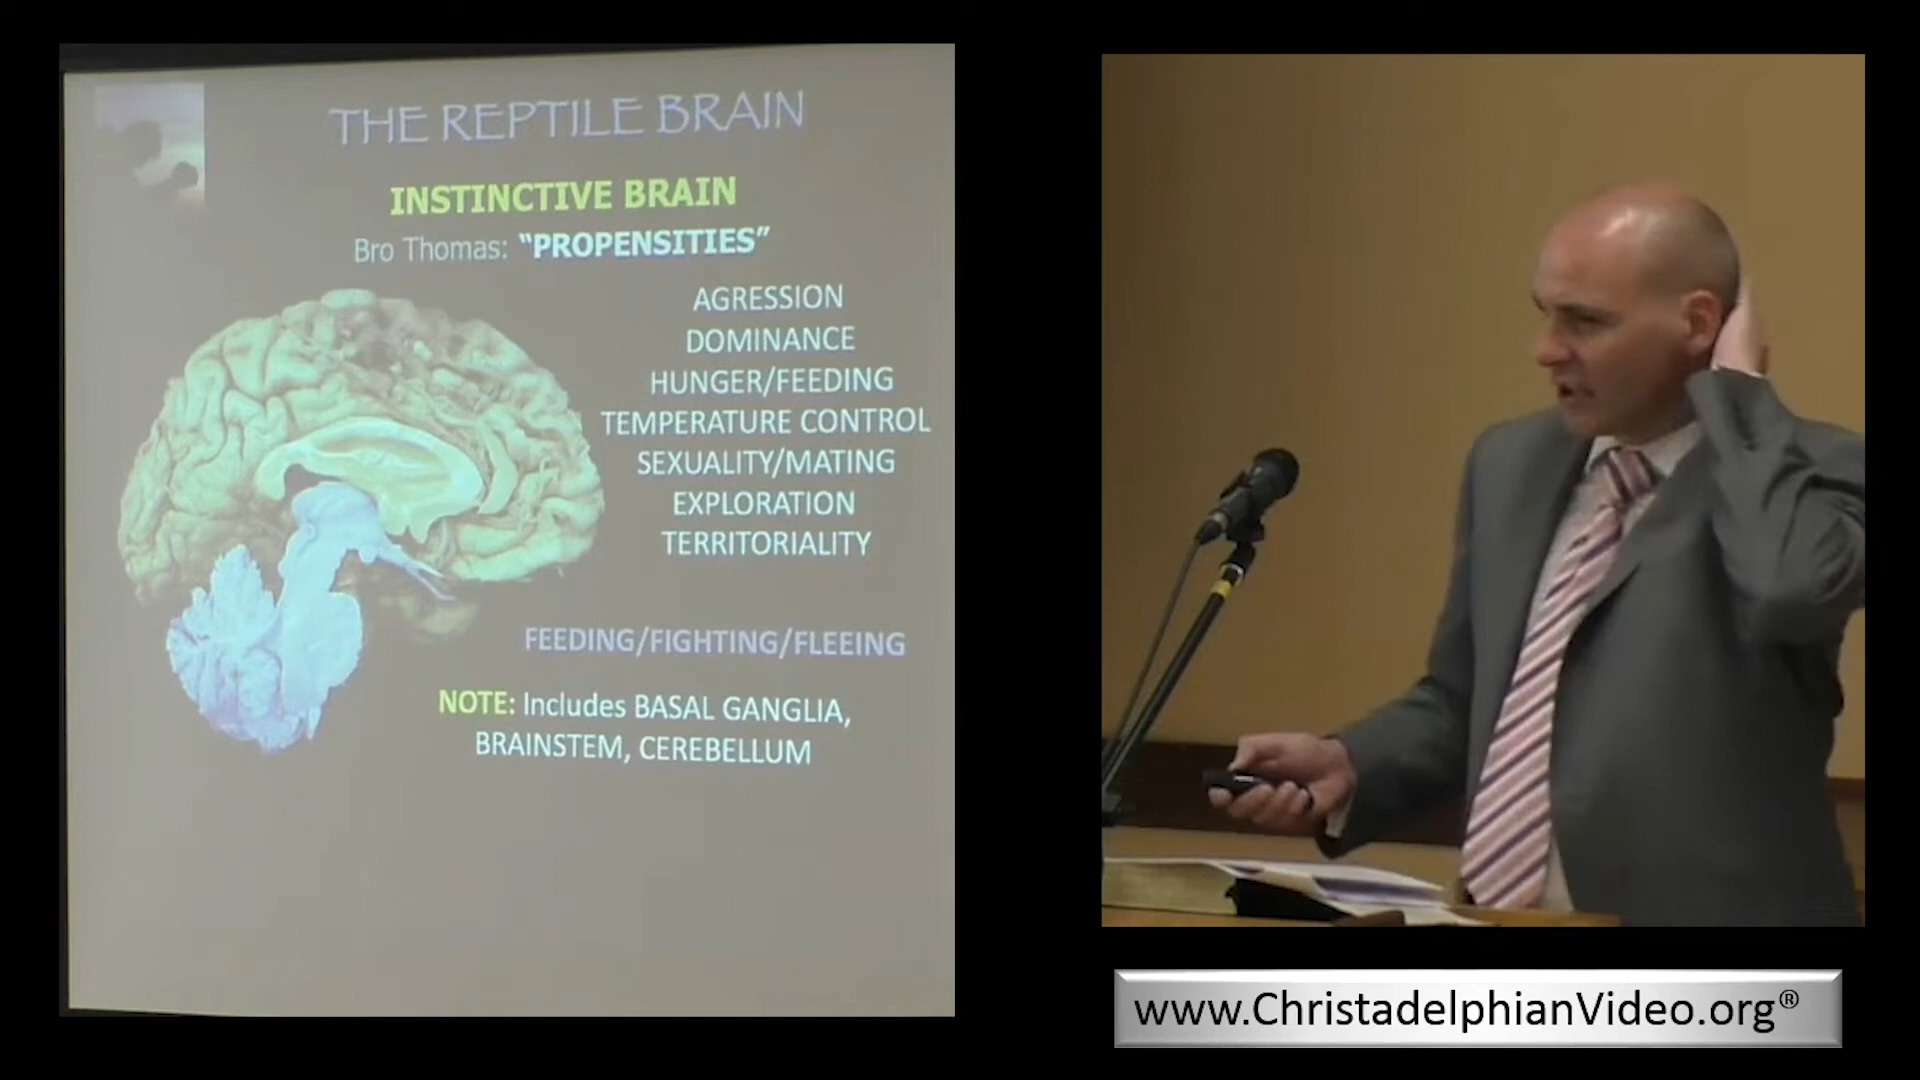 THE REPTILE BRAIN
INSTINCTIVE BRAIN
Bro Thomas: “PROPENSITIES”
AGRESSION
DOMINANCE
HUNGER/FEEDING
TEMPERATURE CONTROL
SEXUALITY/MATING
EXPLORATION
TERRITORIALITY
FEEDING/FIGHTING/FLEEING
NOTE: Includes BASAL GANGLIA,
BRAINSTEM, CEREBELLUM
www.ChristadelphianVideo.org®